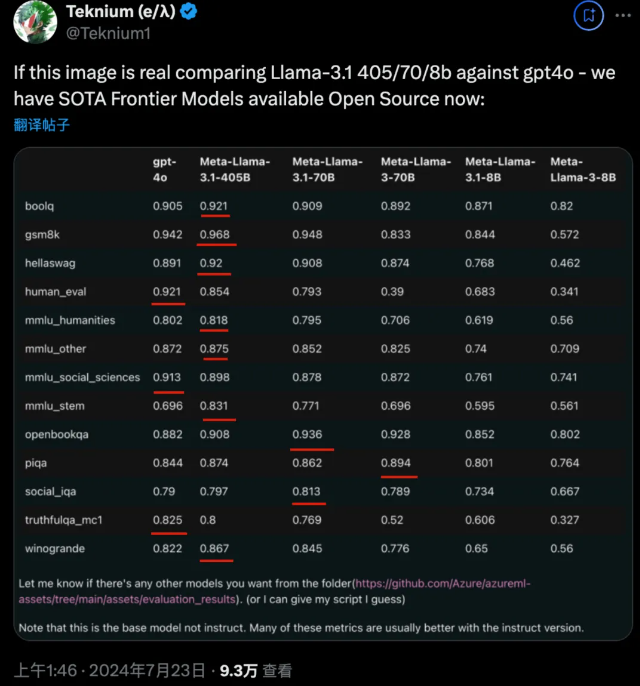 Teknium (e/λ)
@Teknium1
If this image is real comparing Llama-3.1 405/70/8b against gpt4o - we
have SOTA Frontier Models available Open Source now:
翻译帖子
gpt-4o Meta-Llama-3.1-405B Meta-Llama-3.1-70B Meta-Llama-3-70B Meta-Llama-3.1-8B Meta-Llama-3-8B
boolq 0.905 0.921 0.909 0.892 0.871 0.82
gsm8k 0.942 0.968 0.948 0.833 0.844 0.572
hellaswag 0.891 0.92 0.908 0.874 0.768 0.462
human_eval 0.921 0.854 0.793 0.39 0.683 0.341
mmlu_humanities 0.802 0.818 0.795 0.706 0.619 0.56
mmlu_other 0.872 0.875 0.852 0.825 0.74 0.709
mmlu_social_sciences 0.913 0.898 0.878 0.872 0.761 0.741
mmlu_stem 0.696 0.831 0.771 0.696 0.595 0.561
openbookqa 0.882 0.908 0.936 0.928 0.852 0.802
piqa 0.844 0.874 0.862 0.894 0.801 0.764
social_iqa 0.79 0.797 0.813 0.789 0.734 0.667
truthfulqa_mc1 0.825 0.8 0.769 0.52 0.606 0.327
winogrande 0.822 0.867 0.845 0.776 0.65 0.56
Let me know if there's any other models you want from the folder(https://github.com/Azure/azureml-
assets/tree/main/assets/evaluation_results). (or I can give my script I guess)
Note that this is the base model not instruct. Many of these metrics are usually better with the instruct version.
上午1:46 · 2024年7月23日 · 9.3万 查看